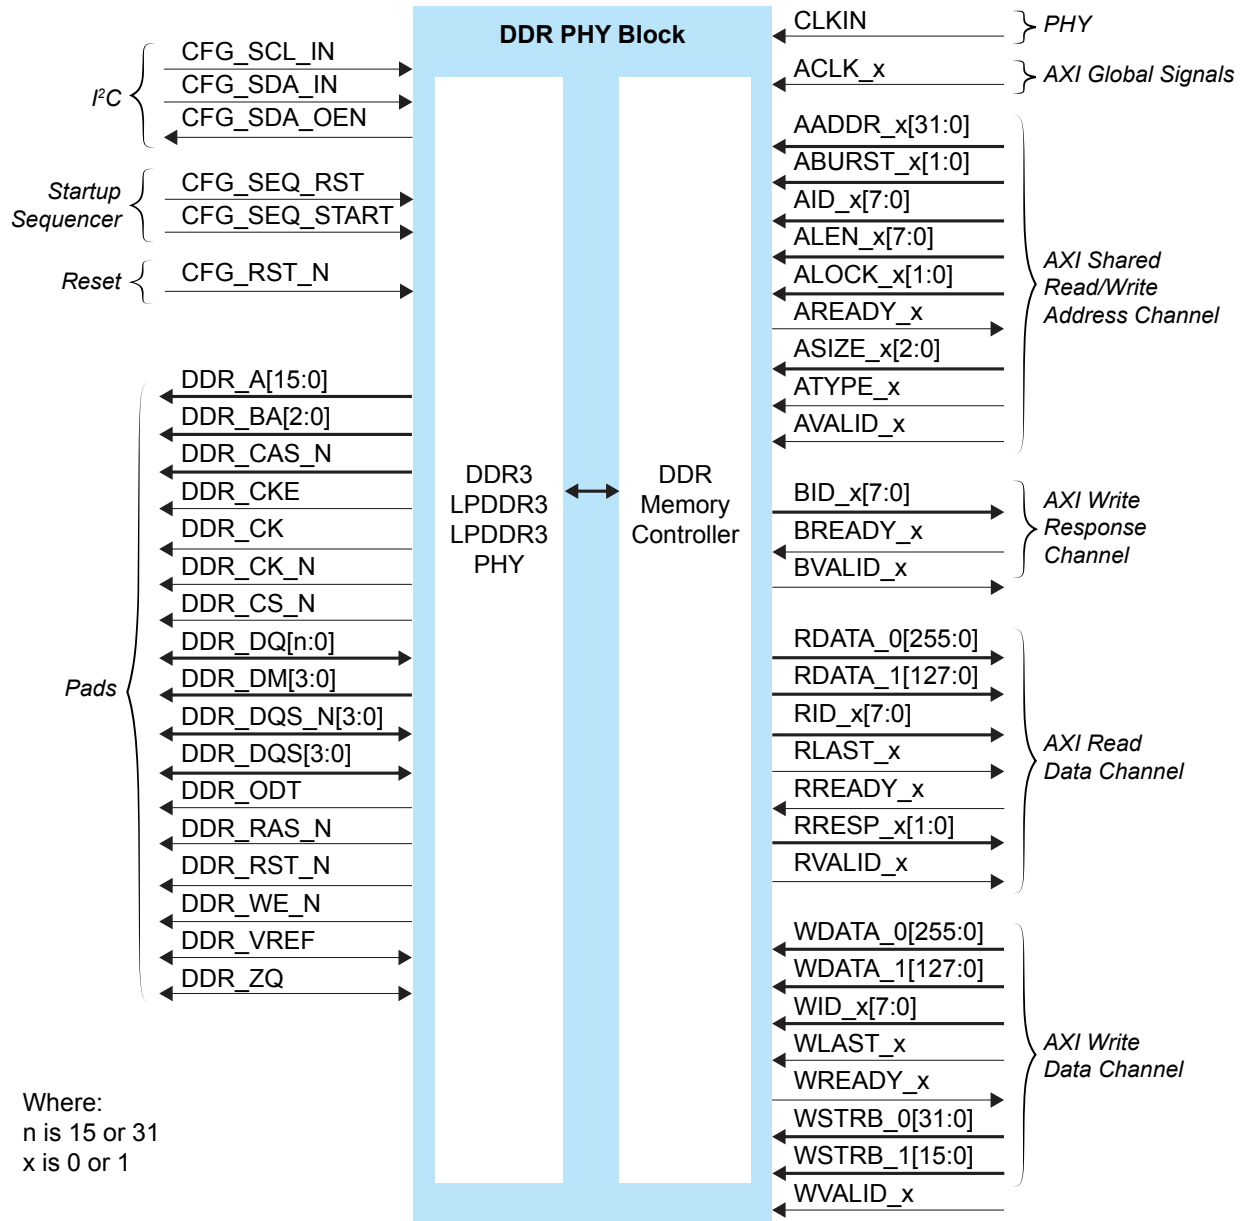 DDR PHY Block
I²C
CFG_SCL_IN
CFG_SDA_IN
CFG_SDA_OEN
Startup
Sequencer
CFG_SEQ_RST
CFG_SEQ_START
Reset
CFG_RST_N
Pads
DDR_A[15:0]
DDR_BA[2:0]
DDR_CAS_N
DDR_CKE
DDR_CK
DDR_CK_N
DDR_CS_N
DDR_DQ[n:0]
DDR_DM[3:0]
DDR_DQS_N[3:0]
DDR_DQS[3:0]
DDR_ODT
DDR_RAS_N
DDR_RST_N
DDR_WE_N
DDR_VREF
DDR_ZQ
Where:
n is 15 or 31
x is 0 or 1
DDR3
LPDDR3
LPDDR3
PHY
DDR
Memory
Controller
CLKIN
PHY
ACLK_x
AXI Global Signals
AADDR_x[31:0]
ABURST_x[1:0]
AID_x[7:0]
ALEN_x[7:0]
ALOCK_x[1:0]
AREADY_x
ASIZE_x[2:0]
ATYPE_x
AVALID_x
AXI Shared
Read/Write
Address Channel
BID_x[7:0]
BREADY_x
BVALID_x
AXI Write
Response
Channel
RDATA_0[255:0]
RDATA_1[127:0]
RID_x[7:0]
RLAST_x
RREADY_x
RRESP_x[1:0]
RVALID_x
AXI Read
Data Channel
WDATA_0[255:0]
WDATA_1[127:0]
WID_x[7:0]
WLAST_x
WREADY_x
WSTRB_0[31:0]
WSTRB_1[15:0]
WVALID_x
AXI Write
Data Channel